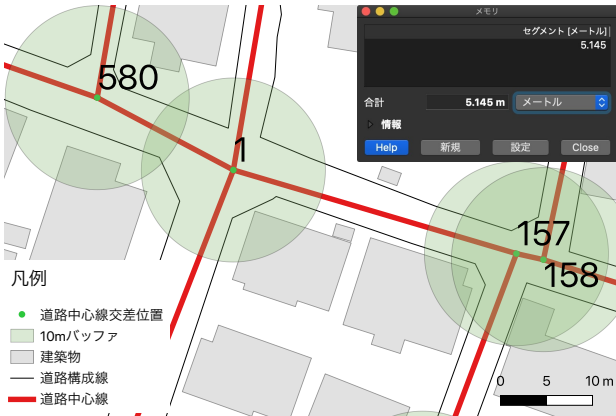 メモリ
セグメント [メートル]
5.145
合計 5.145 m メートル
情報
Help 新規 設定 Close
580
1
157
158
凡例
道路中心線交差位置
10mバッファ
建築物
道路構成線
道路中心線
0 5 10 m